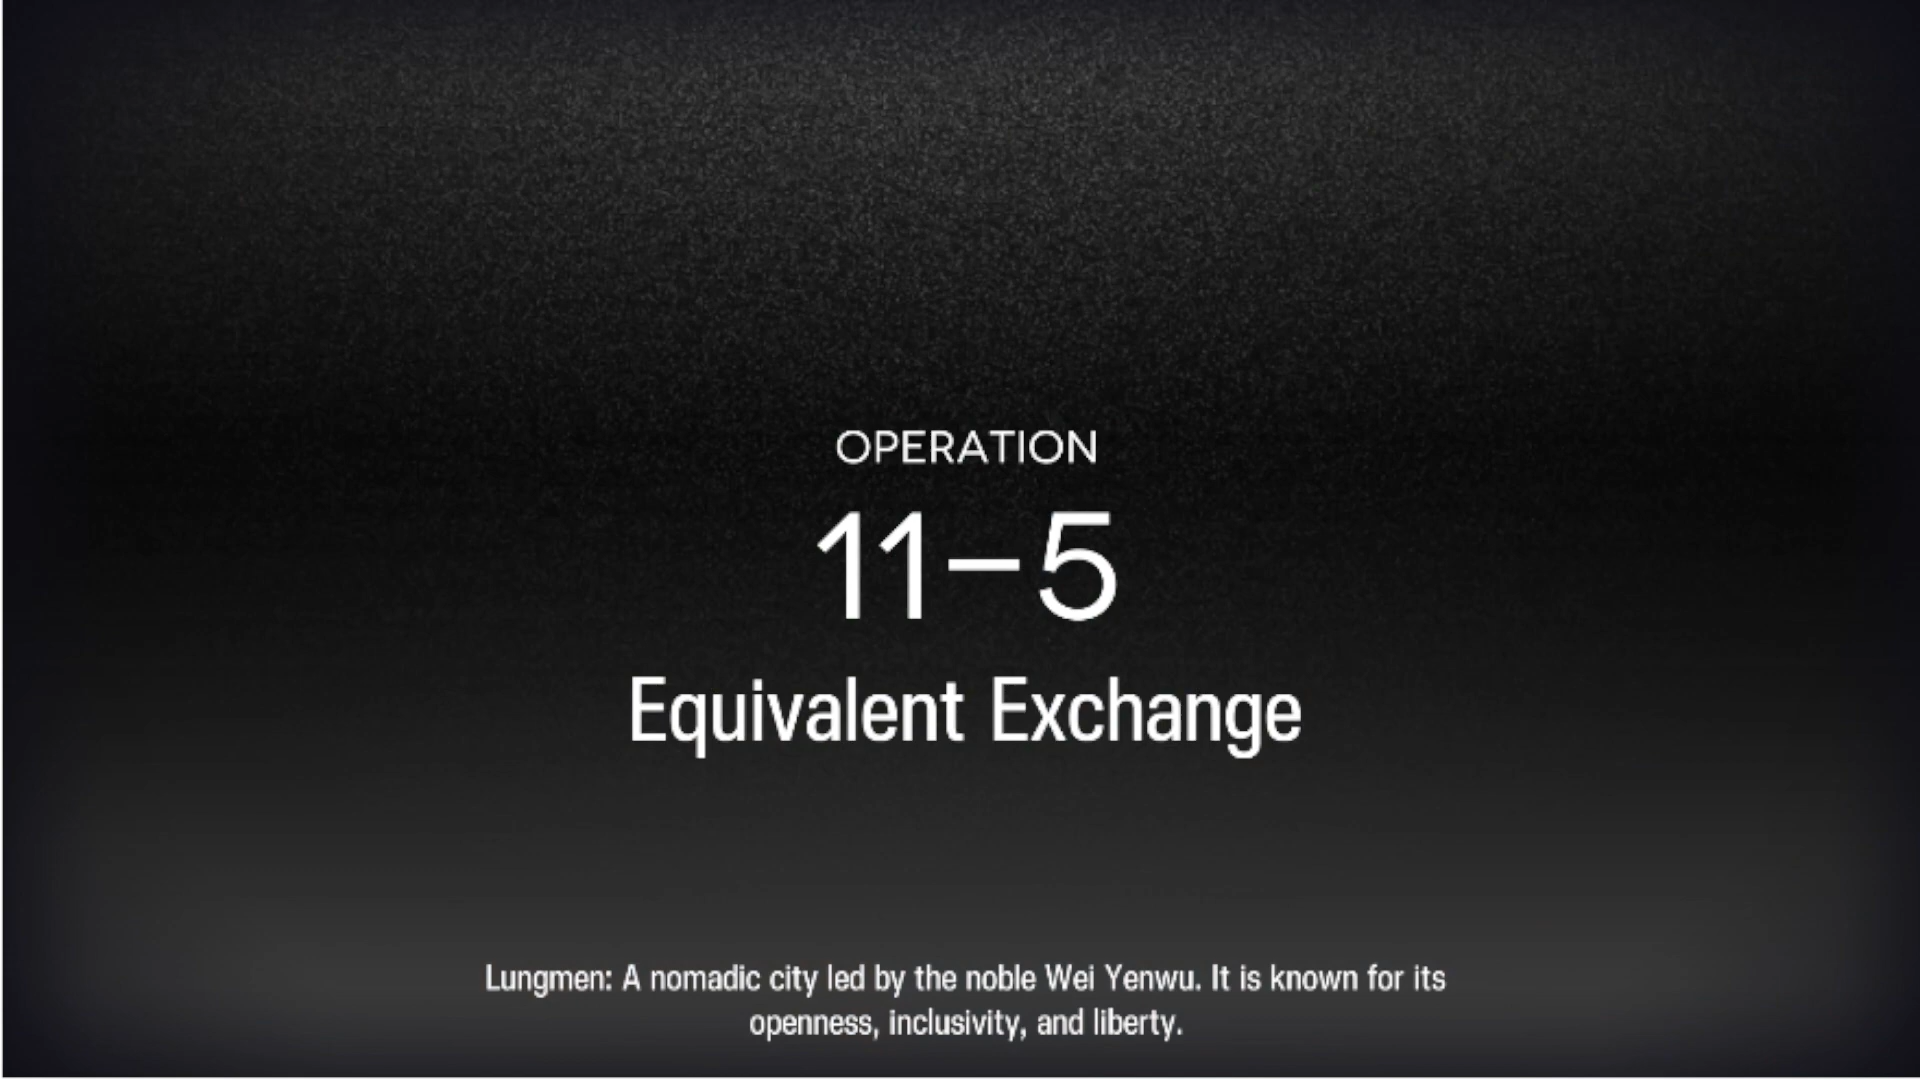 OPERATION
11-5
Equivalent Exchange
Lungmen: A nomadic city led by the noble Wei Yenwu. It is known for its
openness, inclusivity, and liberty.